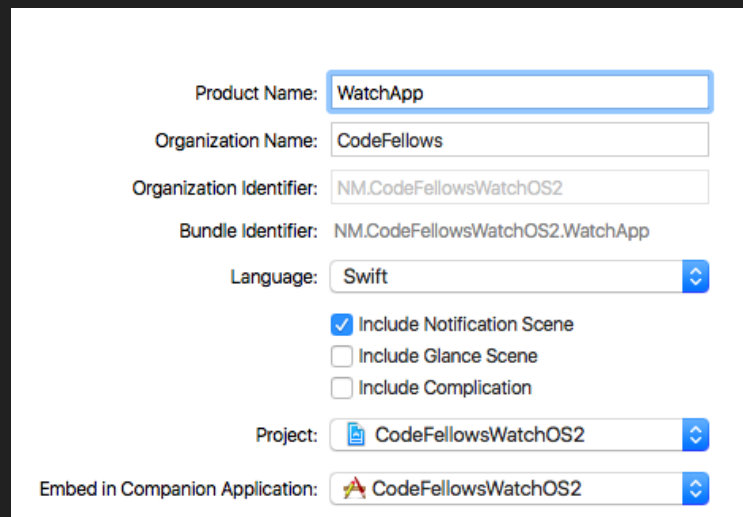 Product Name: WatchApp
Organization Name: CodeFellows
Organization Identifier: NM.CodeFellowsWatchOS2
Bundle Identifier: NM.CodeFellowsWatchOS2.WatchApp
Language: Swift
Include Notification Scene
Include Glance Scene
Include Complication
Project: CodeFellowsWatchOS2
Embed in Companion Application: CodeFellowsWatchOS2